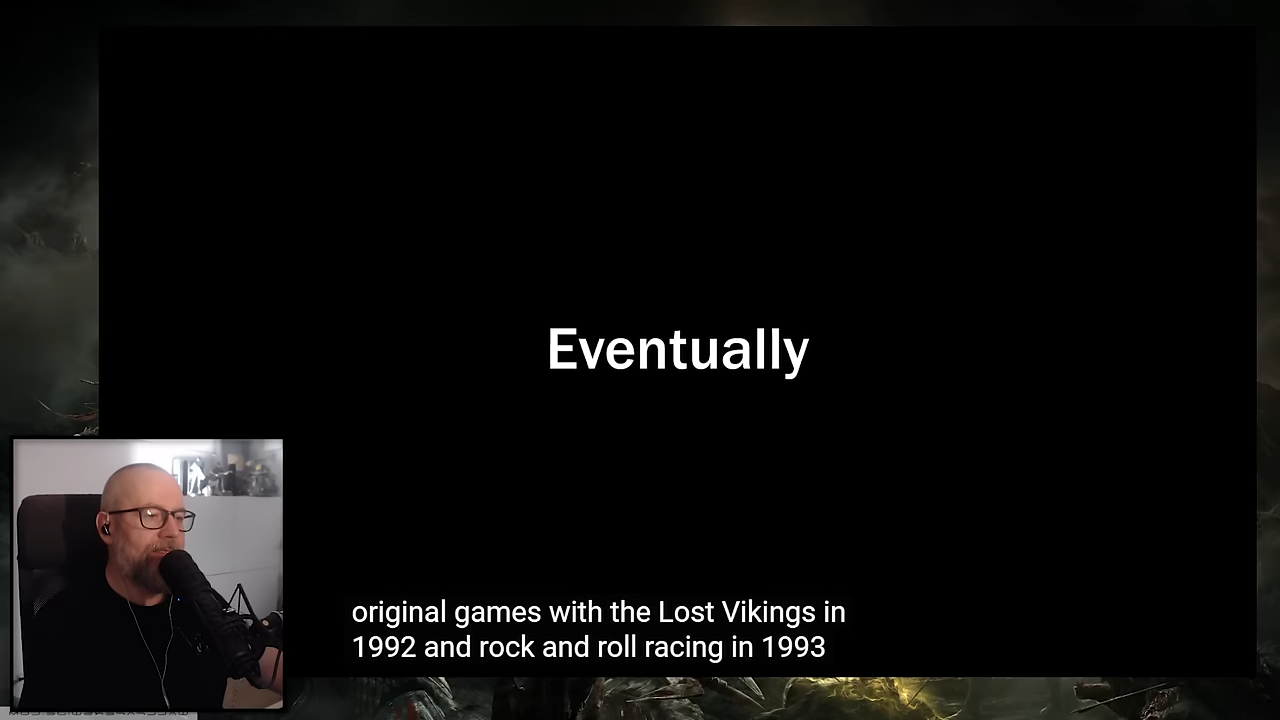 Eventually
original games with the Lost Vikings in
1992 and rock and roll racing in 1993